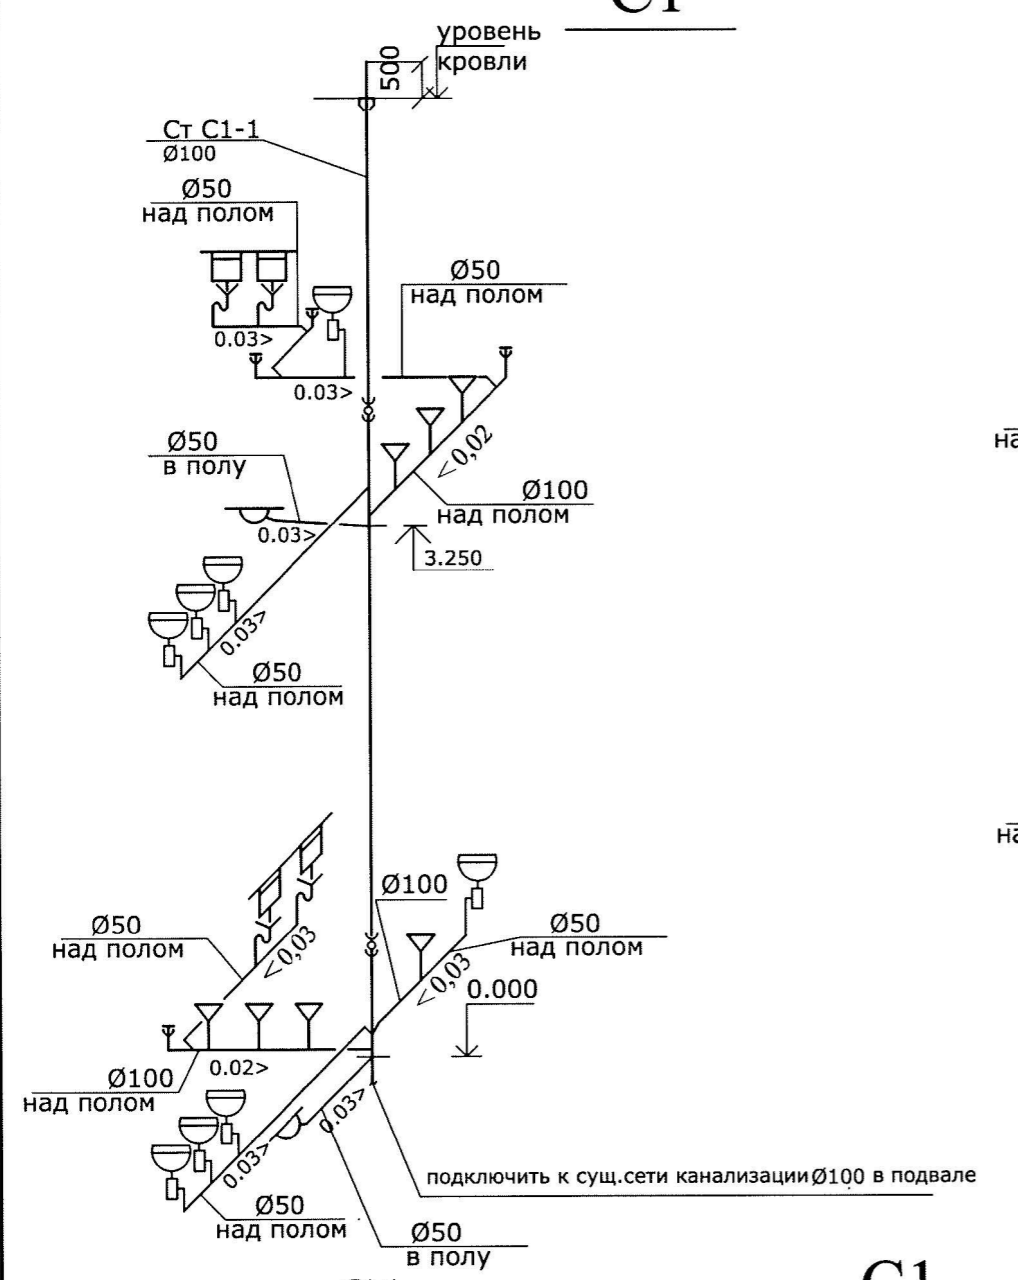 С1
уровень
кровли
500
Ст С1-1
Ø100
Ø50
над полом
Ø50
над полом
0.03>
0.03>
<0,02
Ø50
в полу
Ø100
над полом
0.03>
3.250
0.03>
Ø50
над полом
Ø100
Ø50
над полом
Ø50
над полом
<0,03
<0,03
0.000
0.02>
Ø100
над полом
0.03>
0.03>
подключить к сущ.сети канализации Ø100 в подвале
Ø50
над полом
Ø50
в полу
С1